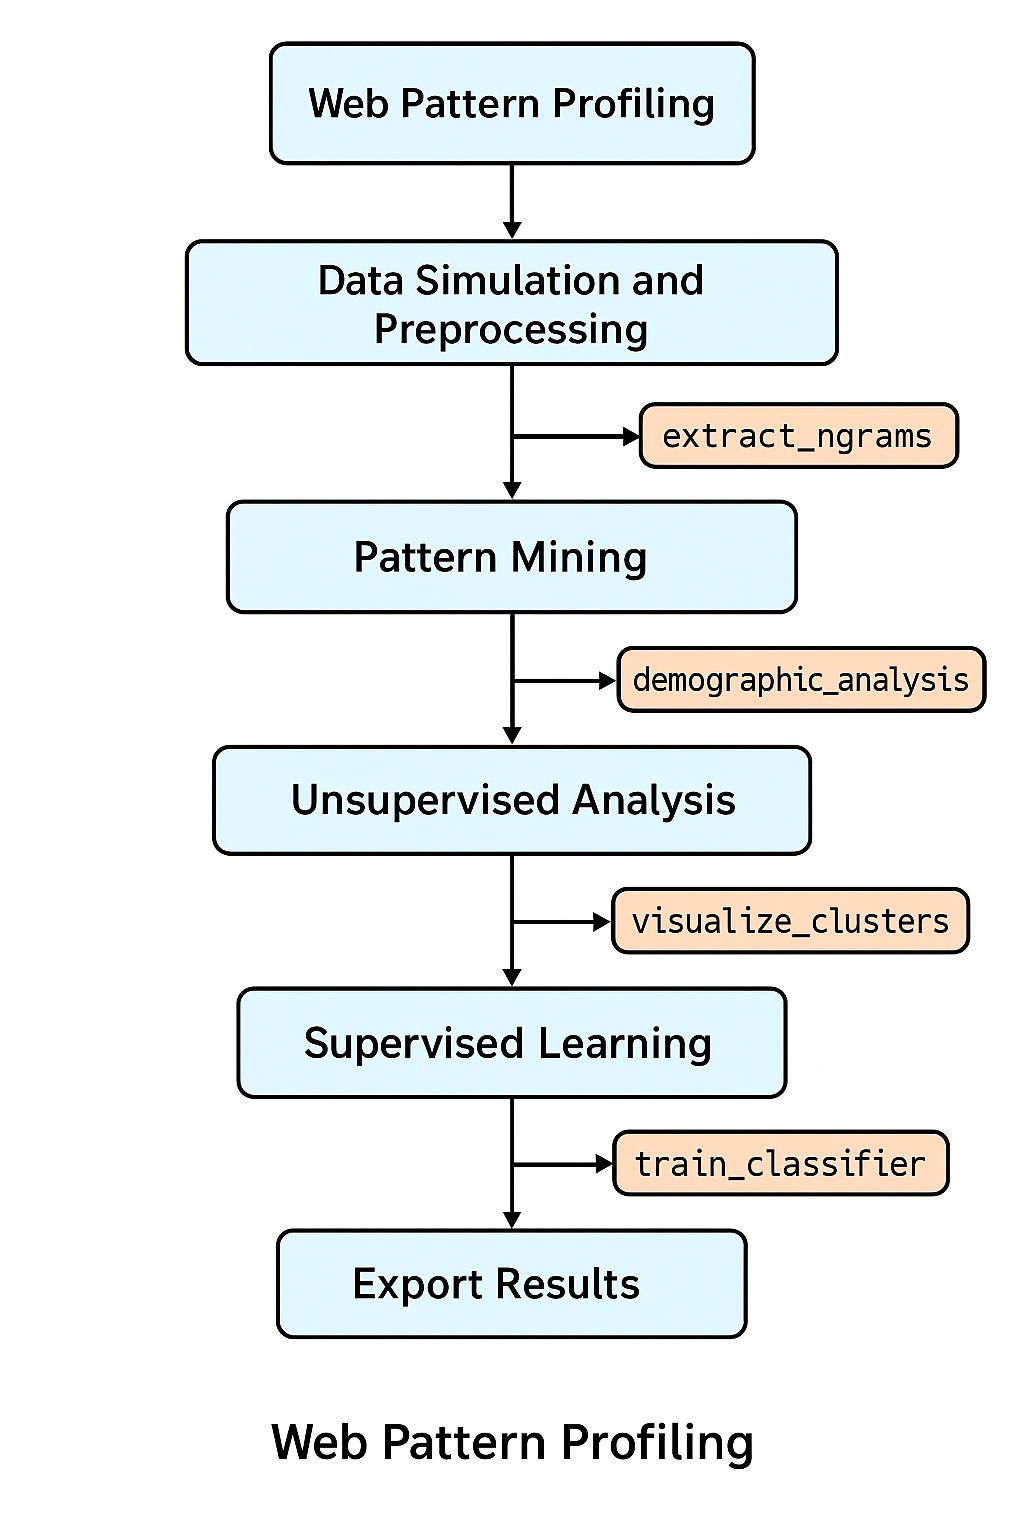 Web Pattern Profiling
Data Simulation and
Preprocessing
extract_ngrams
Pattern Mining
demographic_analysis
Unsupervised Analysis
visualize_clusters
Supervised Learning
train_classifier
Export Results
Web Pattern Profiling